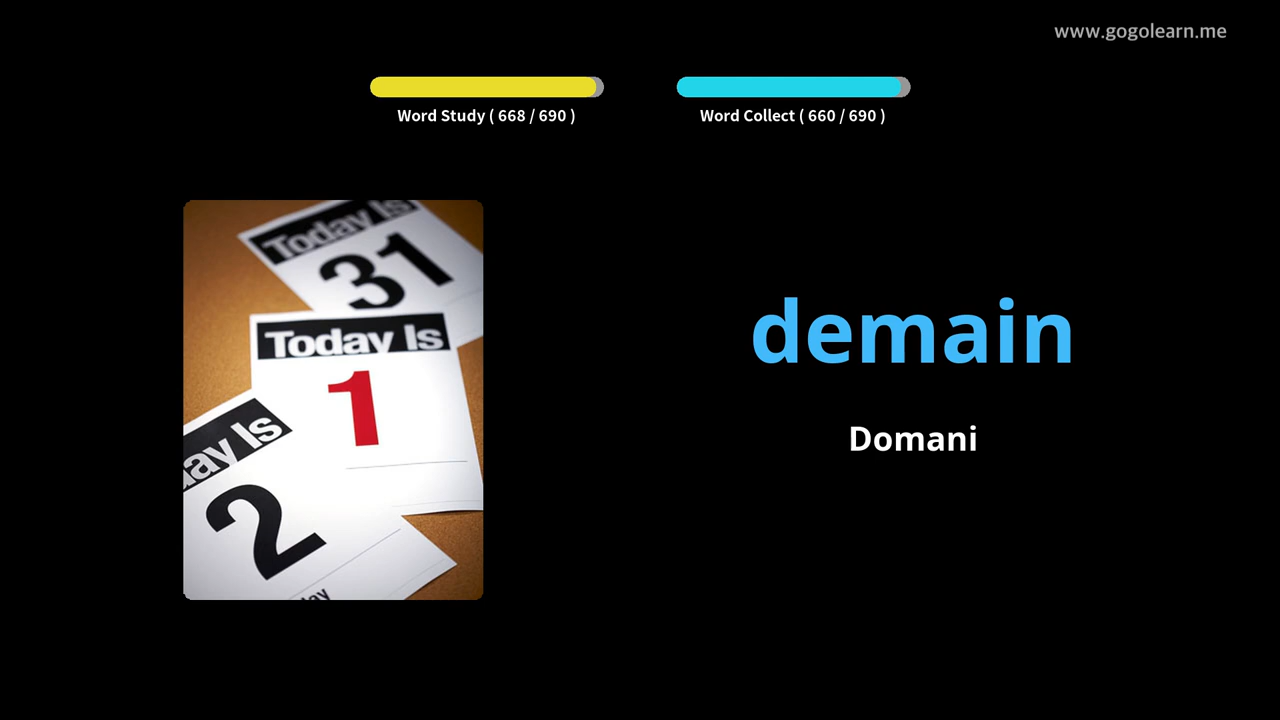 www.gogolearn.me
Word Study ( 668 / 690 )
Word Collect ( 660 / 690 )
Today Is
31
Today Is
1
day Is
2
demain
Domani